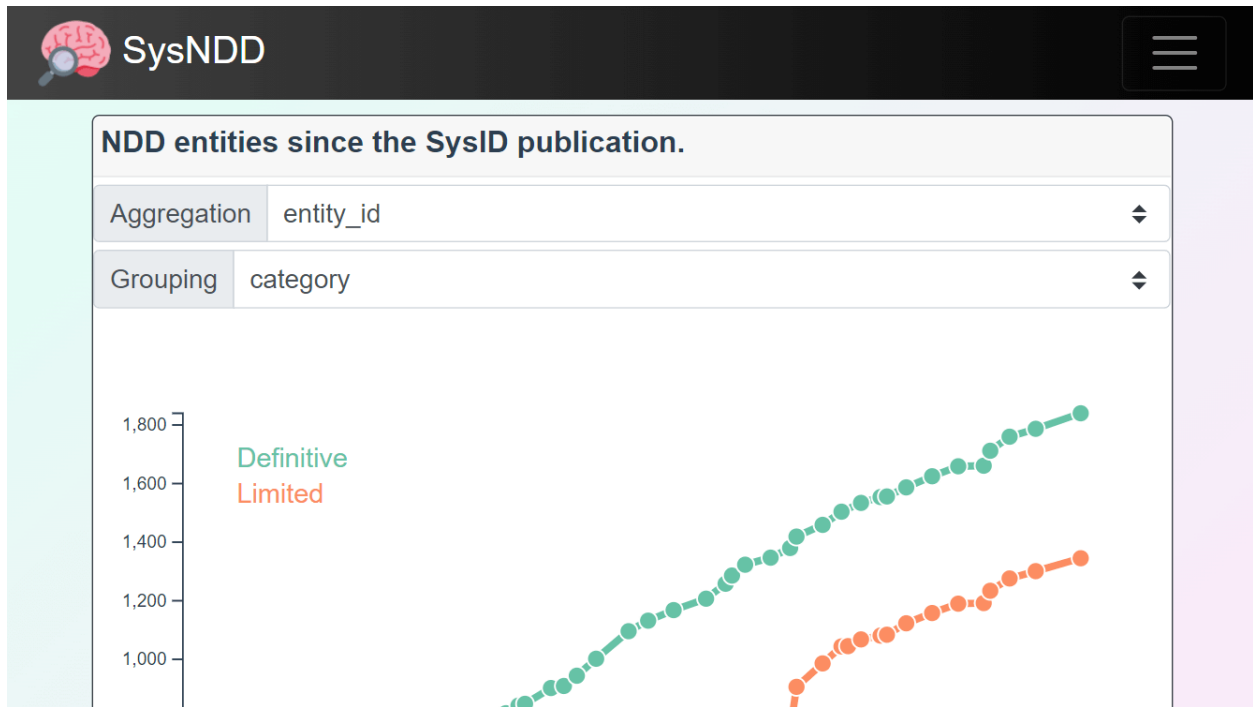 SysNDD
NDD entities since the SysID publication.
Aggregation entity_id
Grouping category
1,800
Definitive
1,600
Limited
1,400
1,200
1,000